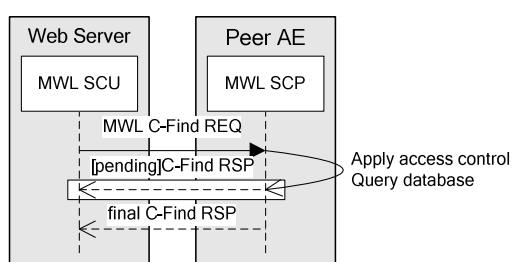 Web Server
Peer AE
MWL SCU
MWL SCP
MWL C-Find REQ
[pending]C-Find RSP
Apply access control
Query database
final C-Find RSP